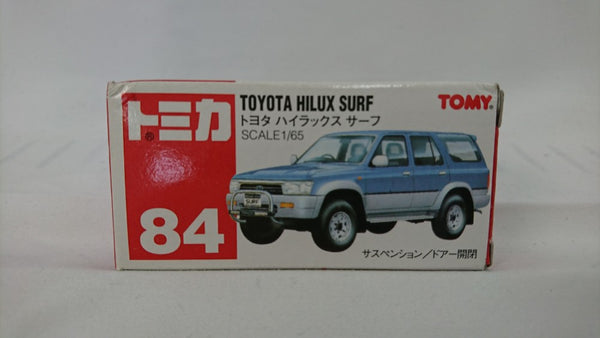 トミカ®
84
TOYOTA HILUX SURF
トヨタ ハイラックス サーフ
SCALE1/65
TOMY
SURF
サスペンション/ドアー開閉